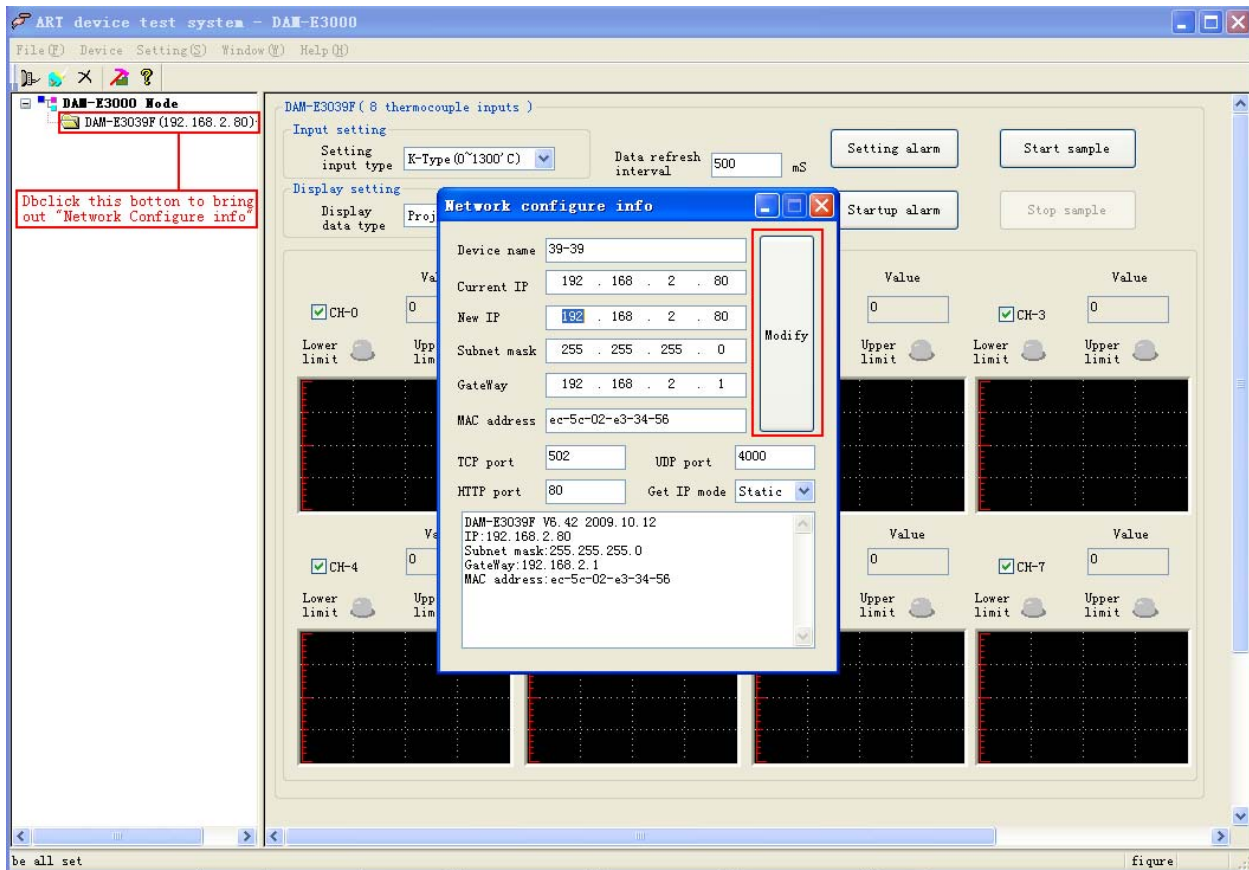 ART device test system - DAM-E3000
File(F) Device Setting(S) Window(W) Help(H)
DAM-E3000 Node
DAM-E3039F(192.168.2.80)
Dbclick this botton to bring
out "Network Configure info"
DAM-E3039F( 8 thermocouple inputs )
Input setting
Setting
input type
K-Type(0~1300'C)
Data refresh
interval
500
mS
Setting alarm
Start sample
Display setting
Display
data type
Startup alarm
Stop sample
Network configure info
Device name 39-39
Current IP 192 . 168 . 2 . 80
New IP 192 . 168 . 2 . 80
Subnet mask 255 . 255 . 255 . 0
GateWay 192 . 168 . 2 . 1
MAC address ec-5c-02-e3-34-56
Modify
TCP port 502 UDP port 4000
HTTP port 80 Get IP mode Static
DAM-E3039F V6.42 2009.10.12
IP:192.168.2.80
Subnet mask:255.255.255.0
GateWay:192.168.2.1
MAC address:ec-5c-02-e3-34-56
CH-0
0
Value
0
Value
CH-3
0
Lower
limit
Upper
limit
Lower
limit
Upper
limit
CH-4
0
Value
0
Value
CH-7
0
Lower
limit
Upper
limit
Lower
limit
Upper
limit
be all set
fiqure